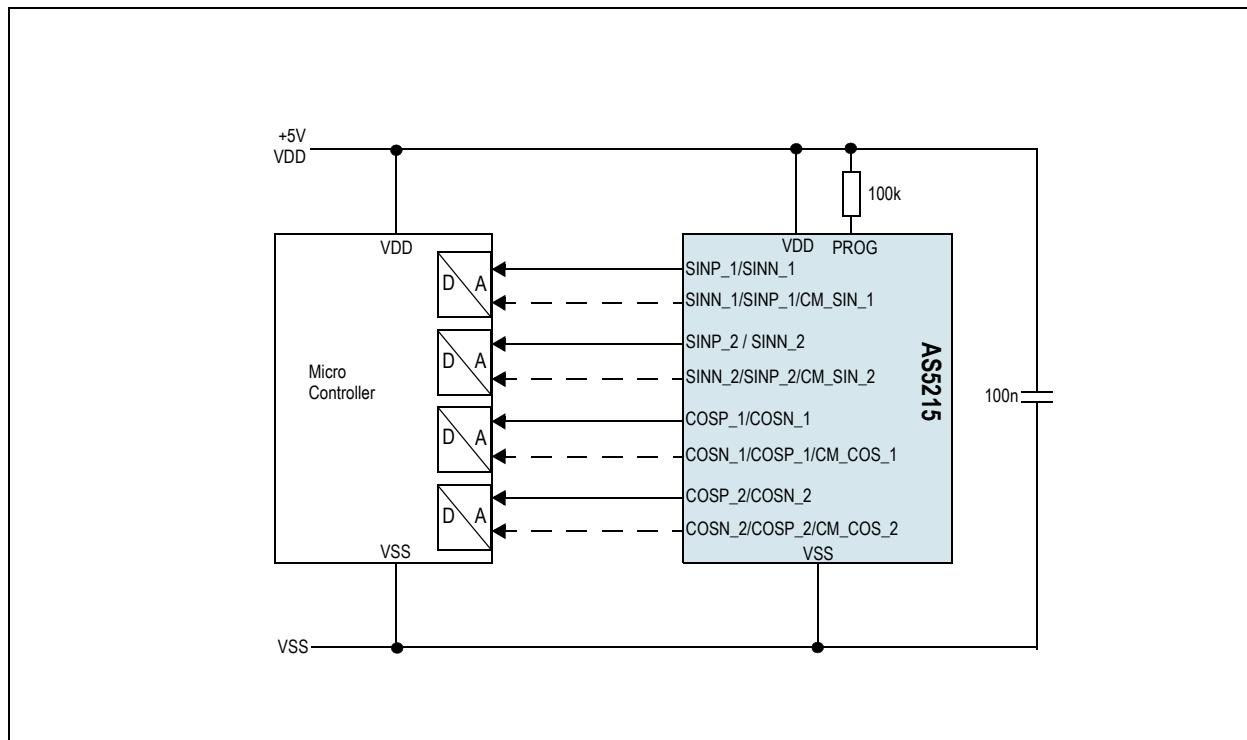 +5V
VDD
100k
VDD
VDD
PROG
D
A
SINP_1/SINN_1
SINN_1/SINP_1/CM_SIN_1
D
A
SINP_2 / SINN_2
SINN_2/SINP_2/CM_SIN_2
Micro
Controller
AS5215
100n
D
A
COSP_1/COSN_1
COSN_1/COSP_1/CM_COS_1
D
A
COSP_2/COSN_2
COSN_2/COSP_2/CM_COS_2
VSS
VSS
VSS